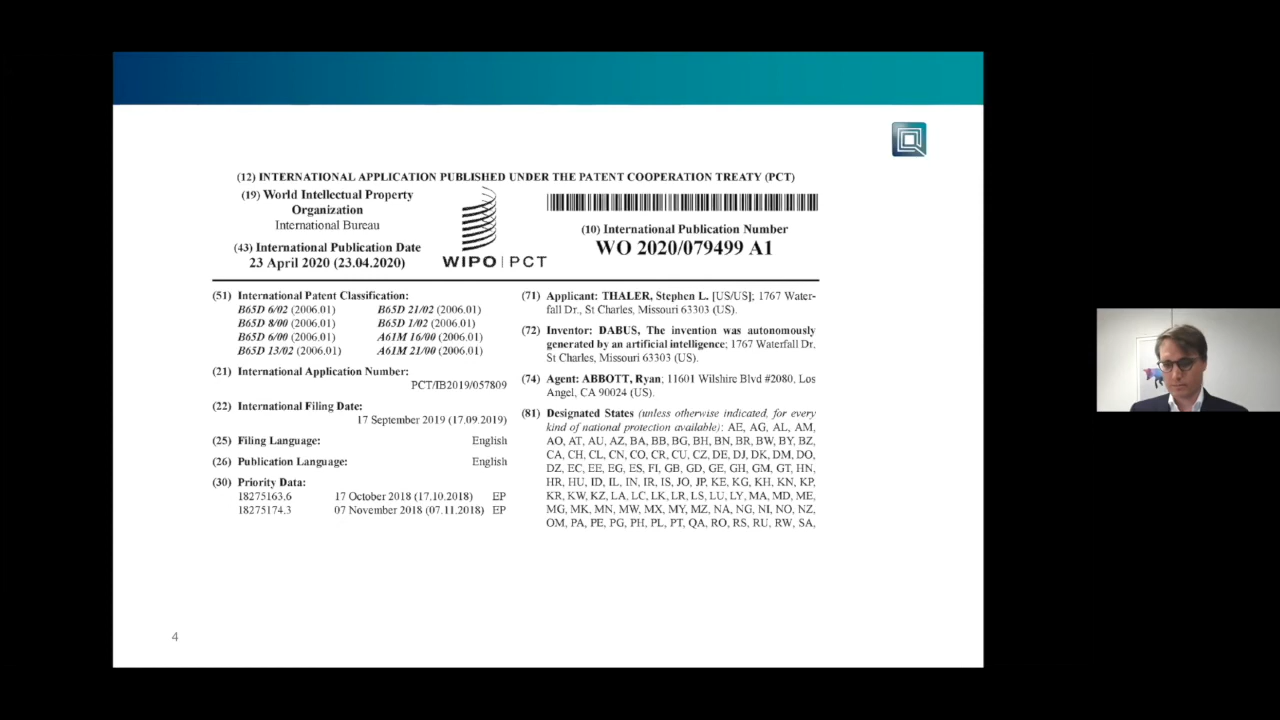 (12) INTERNATIONAL APPLICATION PUBLISHED UNDER THE PATENT COOPERATION TREATY (PCT)
(19) World Intellectual Property
Organization
International Bureau
(43) International Publication Date
23 April 2020 (23.04.2020)
WIPO | PCT
(10) International Publication Number
WO 2020/079499 A1
(51) International Patent Classification:
B65D 6/02 (2006.01) B65D 21/02 (2006.01)
B65D 8/00 (2006.01) B65D 1/02 (2006.01)
B65D 6/00 (2006.01) A61M 16/00 (2006.01)
B65D 13/02 (2006.01) A61M 21/00 (2006.01)
(21) International Application Number:
PCT/IB2019/057809
(22) International Filing Date:
17 September 2019 (17.09.2019)
(25) Filing Language: English
(26) Publication Language: English
(30) Priority Data:
18275163.6 17 October 2018 (17.10.2018) EP
18275174.3 07 November 2018 (07.11.2018) EP
(71) Applicant: THALER, Stephen L. [US/US]; 1767 Water-
fall Dr., St Charles, Missouri 63303 (US).
(72) Inventor: DABUS, The invention was autonomously
generated by an artificial intelligence; 1767 Waterfall Dr,
St Charles, Missouri 63303 (US).
(74) Agent: ABBOTT, Ryan; 11601 Wilshire Blvd #2080, Los
Angel, CA 90024 (US).
(81) Designated States (unless otherwise indicated, for every
kind of national protection available): AE, AG, AL, AM,
AO, AT, AU, AZ, BA, BB, BG, BH, BN, BR, BW, BY, BZ,
CA, CH, CL, CN, CO, CR, CU, CZ, DE, DJ, DK, DM, DO,
DZ, EC, EE, EG, ES, FI, GB, GD, GE, GH, GM, GT, HN,
HR, HU, ID, IL, IN, IR, IS, JO, JP, KE, KG, KH, KN, KP,
KR, KW, KZ, LA, LC, LK, LR, LS, LU, LY, MA, MD, ME,
MG, MK, MN, MW, MX, MY, MZ, NA, NG, NI, NO, NZ,
OM, PA, PE, PG, PH, PL, PT, QA, RO, RS, RU, RW, SA,
4